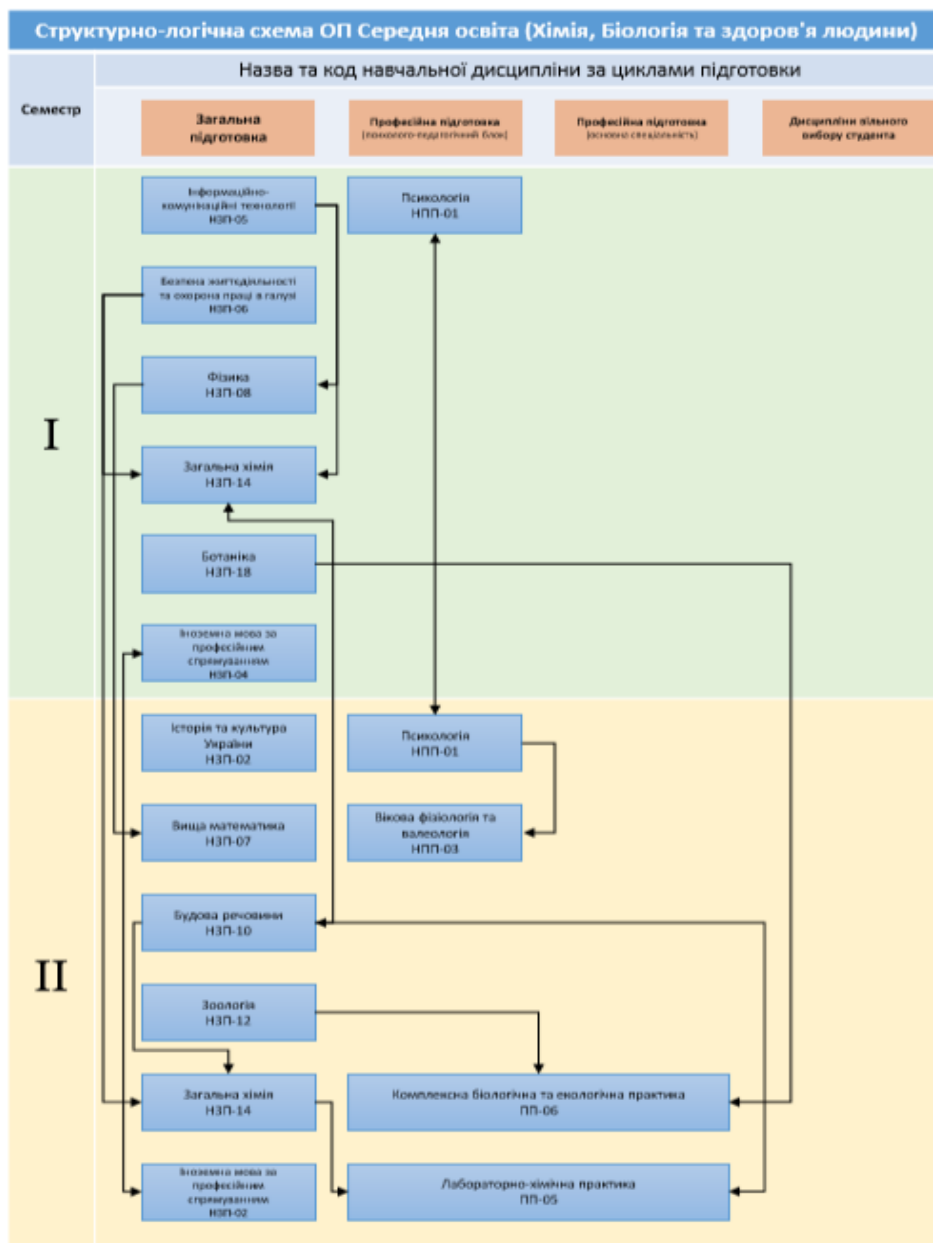 Структурно-логічна схема ОП Середня освіта (Хімія, Біологія та здоров'я людини)
Семестр
Назва та код навчальної дисципліни за циклами підготовки
Загальна
підготовка
Професійна підготовка
(психолого-педагогічний блок)
Професійна підготовка
(основна спеціальність)
Дисципліни вільного
вибору студента
I
Інформаційно-
комунікаційні технології
НЗП-05
Психологія
НПП-01
Безпека життєдіяльності
та охорона праці в галузі
НЗП-06
Фізика
НЗП-08
Загальна хімія
НЗП-14
Ботаніка
НЗП-18
Іноземна мова за
професійним
спрямуванням
НЗП-04
II
Історія та культура
України
НЗП-02
Психологія
НПП-01
Вища математика
НЗП-07
Вікова фізіологія та
валеологія
НПП-03
Будова речовини
НЗП-10
Зоологія
НЗП-12
Загальна хімія
НЗП-14
Комплексна біологічна та екологічна практика
ПП-06
Іноземна мова за
професійним
спрямуванням
НЗП-02
Лабораторно-хімічна практика
ПП-05